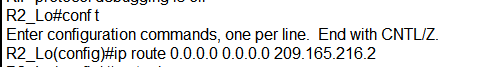 R2_Lo#conf t
Enter configuration commands, one per line.  End with CNTL/Z.
R2_Lo(config)#ip route 0.0.0.0 0.0.0.0 209.165.216.2